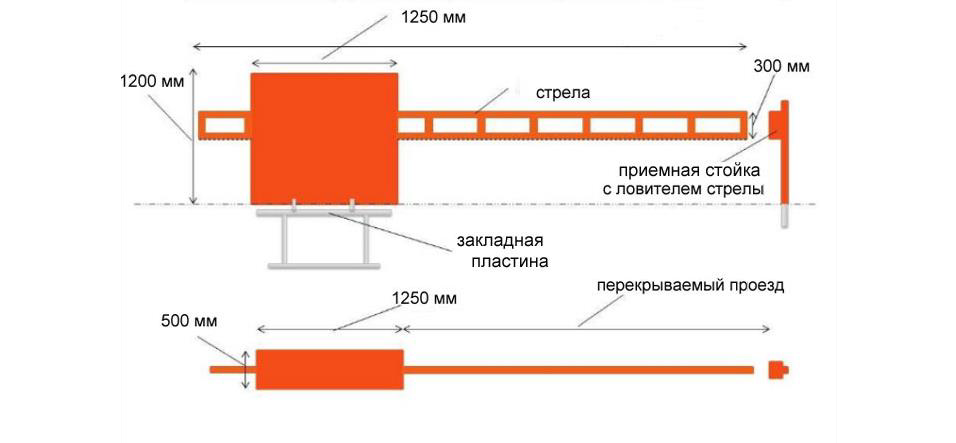 1250 мм
300 мм
1200 мм
стрела
приемная стойка
с ловителем стрелы
закладная
пластина
перекрываемый проезд
1250 мм
500 мм